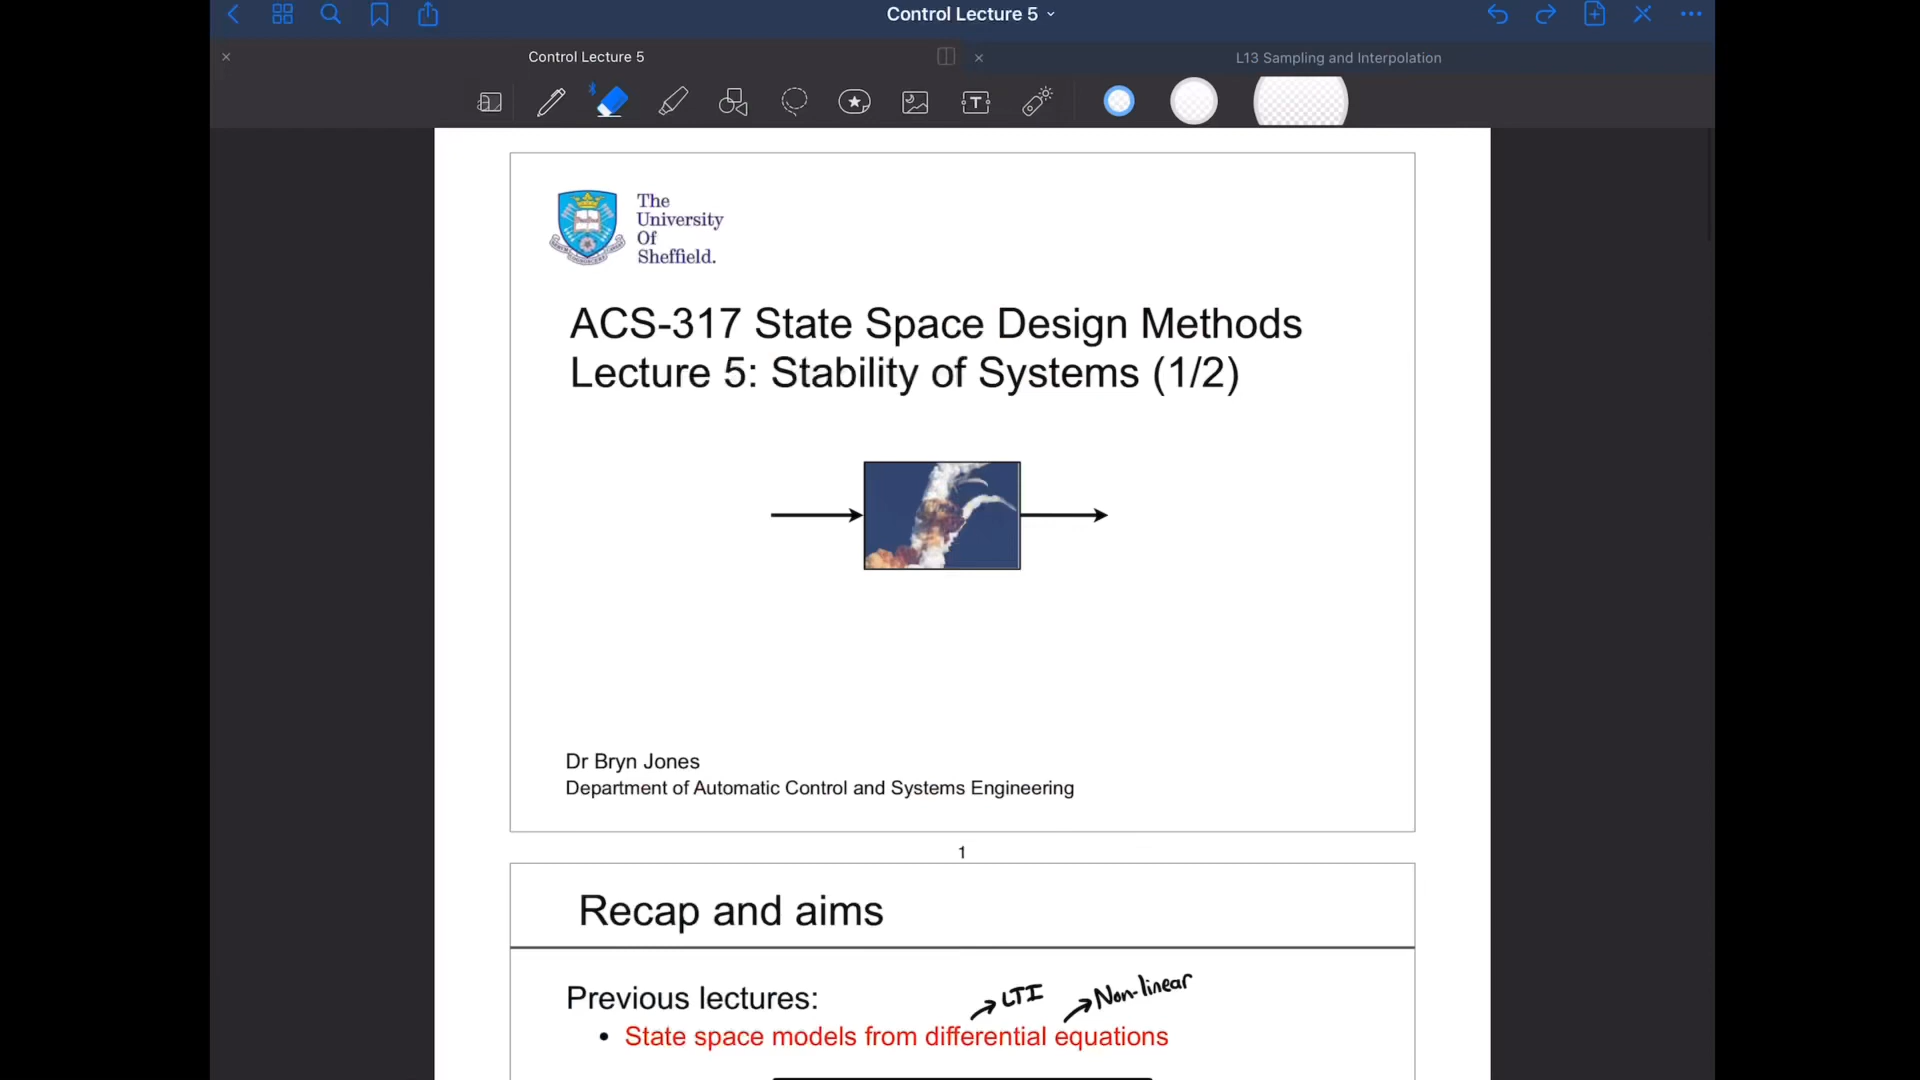 Control Lecture 5
Control Lecture 5
L13 Sampling and Interpolation
The
University
Of
Sheffield.
ACS-317 State Space Design Methods
Lecture 5: Stability of Systems (1/2)
Dr Bryn Jones
Department of Automatic Control and Systems Engineering
1
Recap and aims
LTI
Non-linear
Previous lectures:
• State space models from differential equations